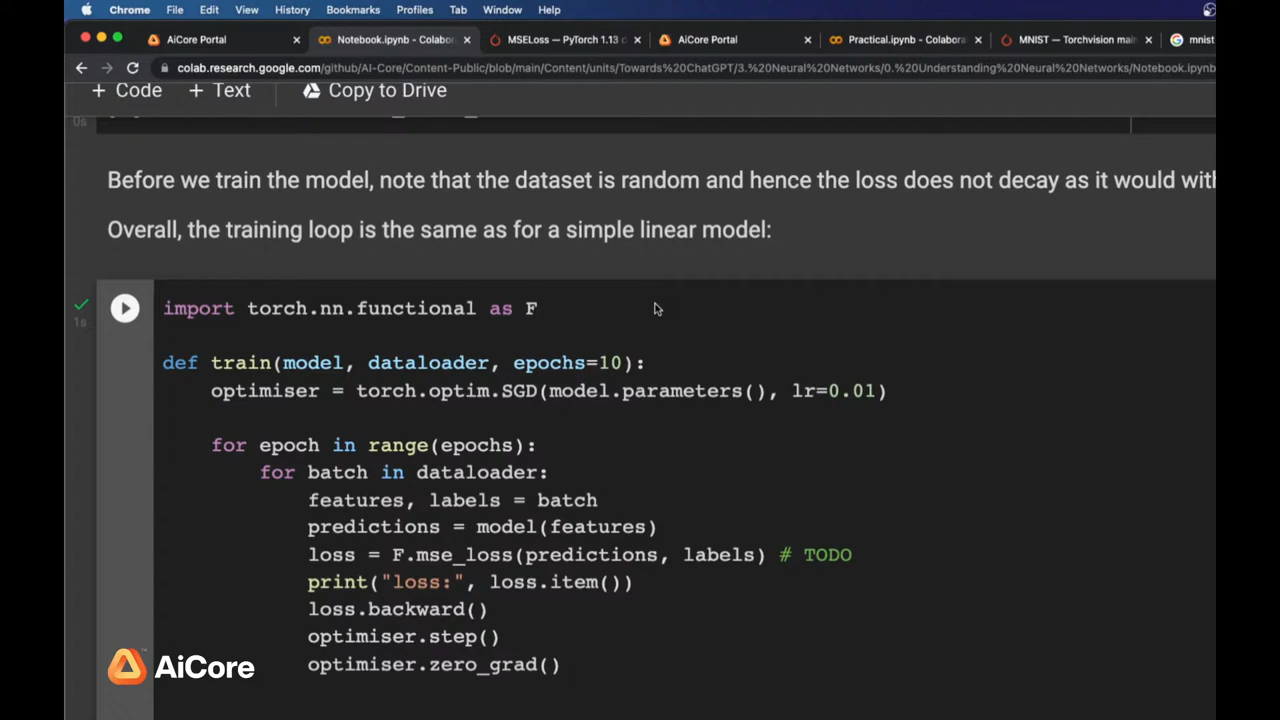 Chrome File Edit View History Bookmarks Profiles Tab Window Help
AiCore Portal Notebook.ipynb - Colabor MSELoss — PyTorch 1.13 AiCore Portal Practical.ipynb - Colabora MNIST — Torchvision main mnist
colab.research.google.com/github/AI-Core/Content-Public/blob/main/Content/units/Towards%20ChatGPT/3.%20Neural%20Networks/0.%20Understanding%20Neural%20Networks/Notebook.ipynb
+ Code + Text Copy to Drive
0s
Before we train the model, note that the dataset is random and hence the loss does not decay as it would with
Overall, the training loop is the same as for a simple linear model:
1s
import torch.nn.functional as F
def train(model, dataloader, epochs=10):
optimiser = torch.optim.SGD(model.parameters(), lr=0.01)
for epoch in range(epochs):
for batch in dataloader:
features, labels = batch
predictions = model(features)
loss = F.mse_loss(predictions, labels) # TODO
print("loss:", loss.item())
loss.backward()
optimiser.step()
optimiser.zero_grad()
AiCore